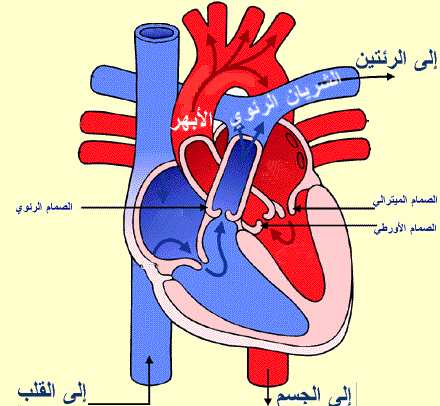 إلى الرئتين
الشريان الرئوي
الأبهر
الصمام الميترالي
الصمام الرئوي
الصمام الأورطي
إلى القلب
إلى الجسم